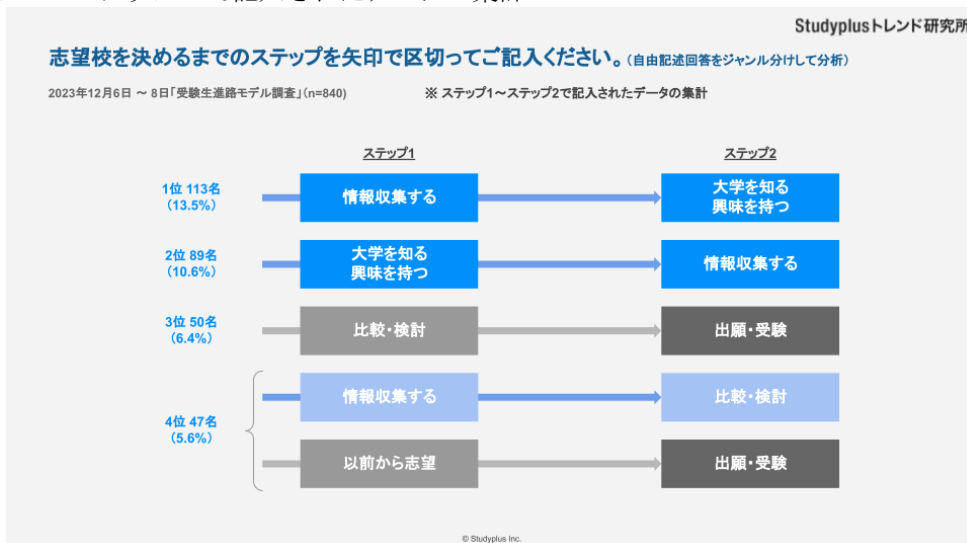 Studyplusトレンド研究所
志望校を決めるまでのステップを矢印で区切ってご記入ください。(自由記述回答をジャンル分けして分析)
2023年12月6日 ～ 8日「受験生進路モデル調査」(n=840)
※ ステップ1～ステップ2で記入されたデータの集計
ステップ1
ステップ2
1位 113名
(13.5%)
情報収集する
大学を知る
興味を持つ
2位 89名
(10.6%)
大学を知る
興味を持つ
情報収集する
3位 50名
(6.4%)
比較・検討
出願・受験
4位 47名
(5.6%)
情報収集する
比較・検討
以前から志望
出願・受験
© Studyplus Inc.